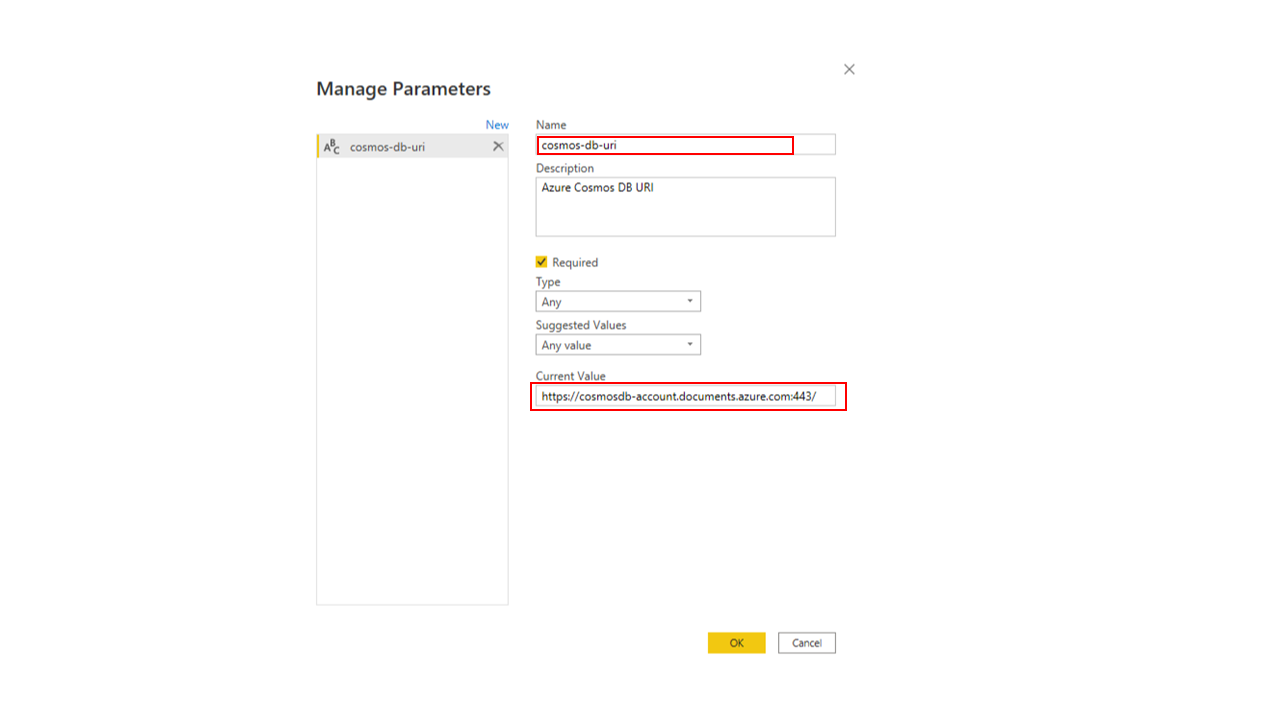 Manage Parameters
New
ABC cosmos-db-uri
Name
cosmos-db-uri
Description
Azure Cosmos DB URI
Required
Type
Any
Suggested Values
Any value
Current Value
https://cosmosdb-account.documents.azure.com:443/
OK
Cancel